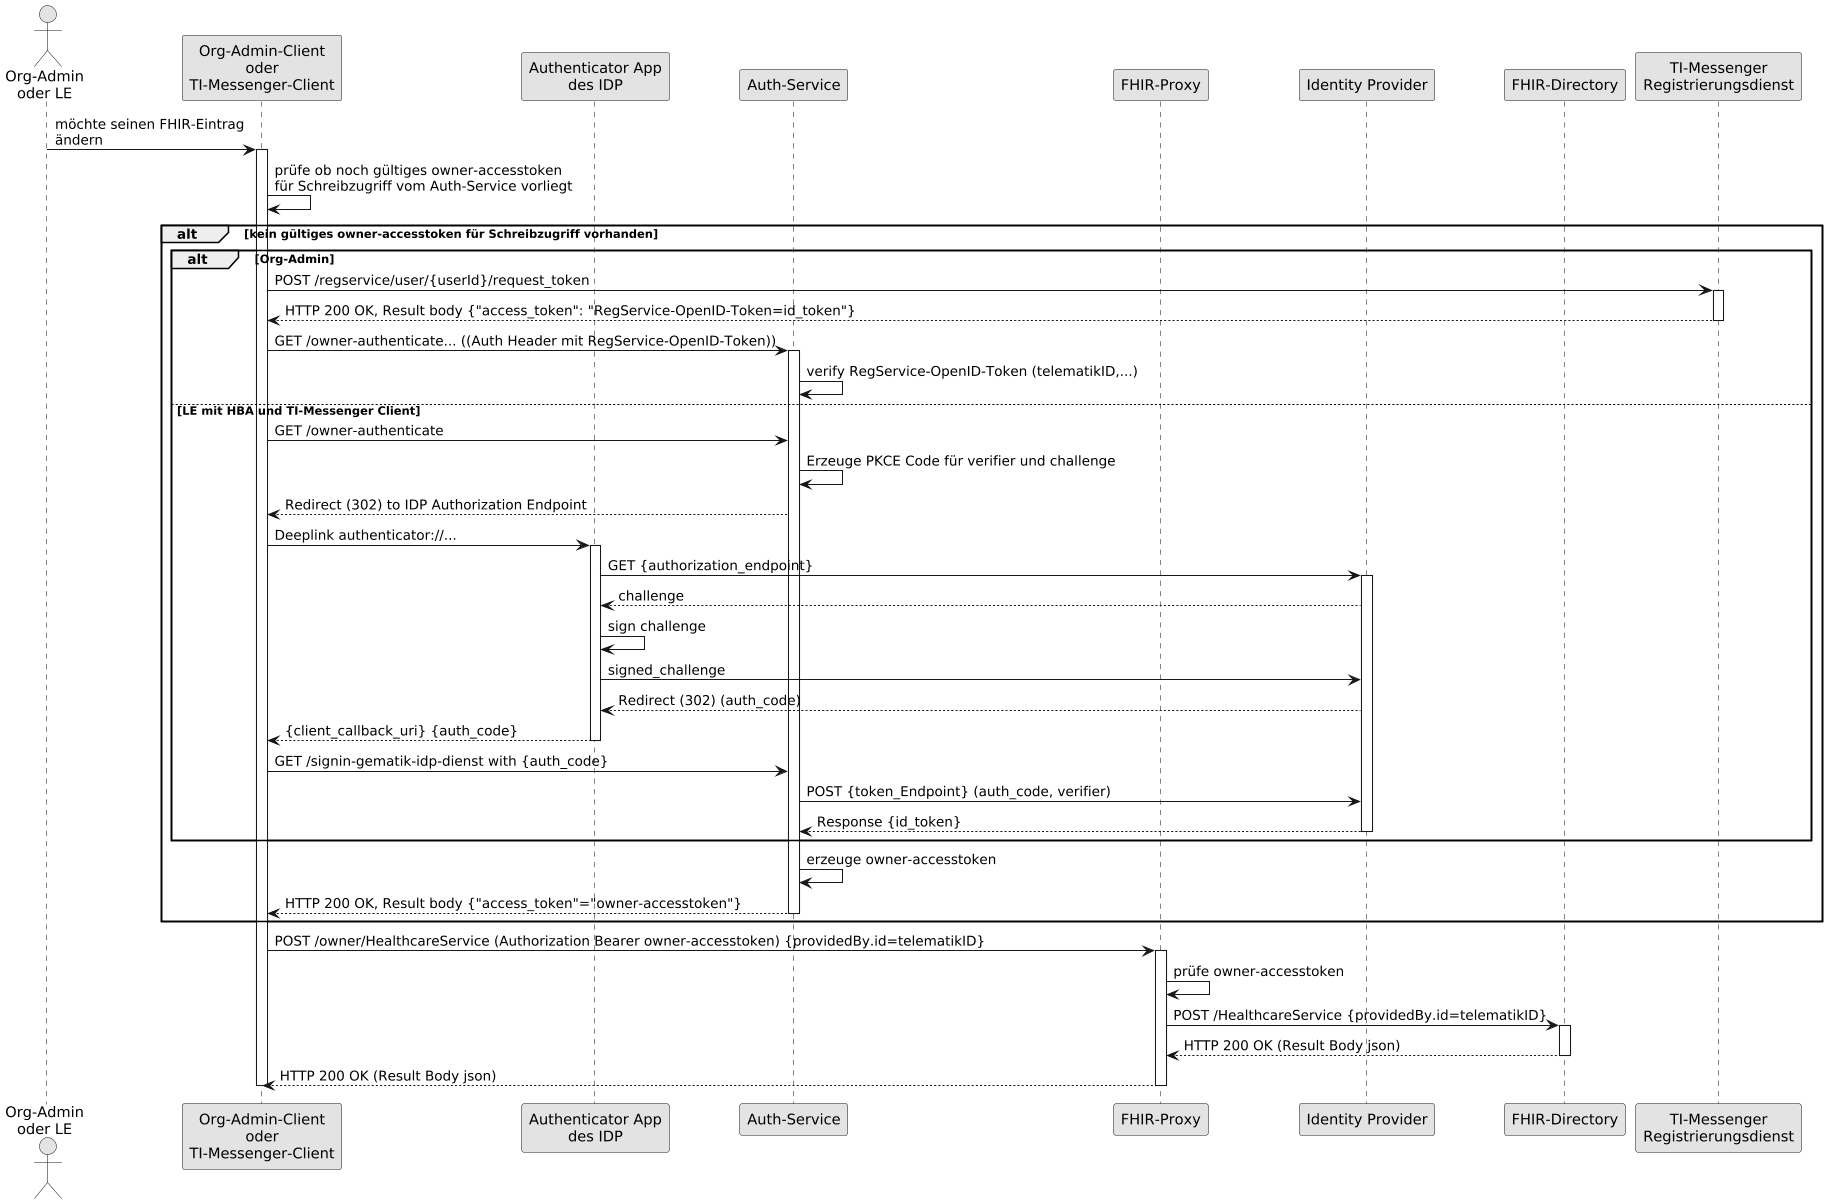 Org-Admin
oder LE
Org-Admin-Client
oder
TI-Messenger-Client
Authenticator App
des IDP
Auth-Service
FHIR-Proxy
Identity Provider
FHIR-Directory
TI-Messenger
Registrierungsdienst
möchte seinen FHIR-Eintrag
ändern
prüfe ob noch gültiges owner-accesstoken
für Schreibzugriff vom Auth-Service vorliegt
alt [kein gültiges owner-accesstoken für Schreibzugriff vorhanden]
alt [Org-Admin]
POST /regservice/user/{userId}/request_token
HTTP 200 OK, Result body {"access_token": "RegService-OpenID-Token=id_token"}
GET /owner-authenticate... ((Auth Header mit RegService-OpenID-Token))
verify RegService-OpenID-Token (telematikID,...)
[LE mit HBA und TI-Messenger Client]
GET /owner-authenticate
Erzeuge PKCE Code für verifier und challenge
Redirect (302) to IDP Authorization Endpoint
Deeplink authenticator://...
GET {authorization_endpoint}
challenge
sign challenge
signed_challenge
Redirect (302) (auth_code)
{client_callback_uri} {auth_code}
GET /signin-gematik-idp-dienst with {auth_code}
POST {token_Endpoint} (auth_code, verifier)
Response {id_token}
erzeuge owner-accesstoken
HTTP 200 OK, Result body {"access_token"="owner-accesstoken"}
POST /owner/HealthcareService (Authorization Bearer owner-accesstoken) {providedBy.id=telematikID}
prüfe owner-accesstoken
POST /HealthcareService {providedBy.id=telematikID}
HTTP 200 OK (Result Body json)
HTTP 200 OK (Result Body json)
Org-Admin
oder LE
Org-Admin-Client
oder
TI-Messenger-Client
Authenticator App
des IDP
Auth-Service
FHIR-Proxy
Identity Provider
FHIR-Directory
TI-Messenger
Registrierungsdienst